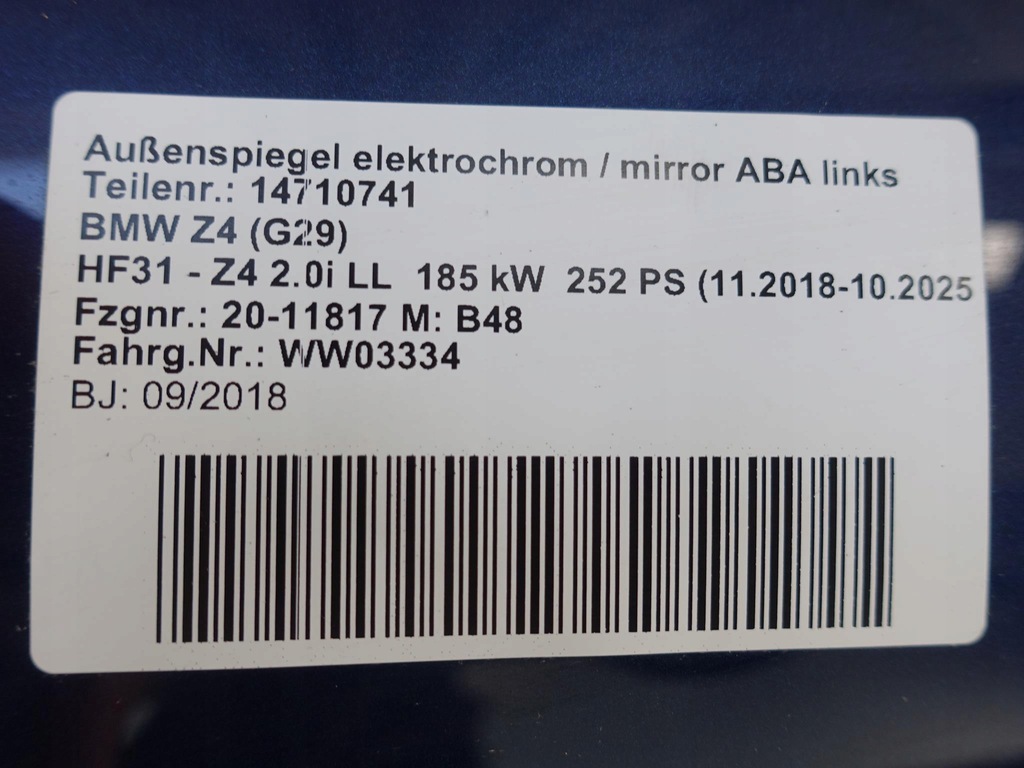 Außenspiegel elektrochrom / mirror ABA links
Teilenr.: 14710741
BMW Z4 (G29)
HF31 - Z4 2.0i LL 185 kW 252 PS (11.2018-10.2025
Fzgnr.: 20-11817 M: B48
Fahrg.Nr.: WW03334
BJ: 09/2018